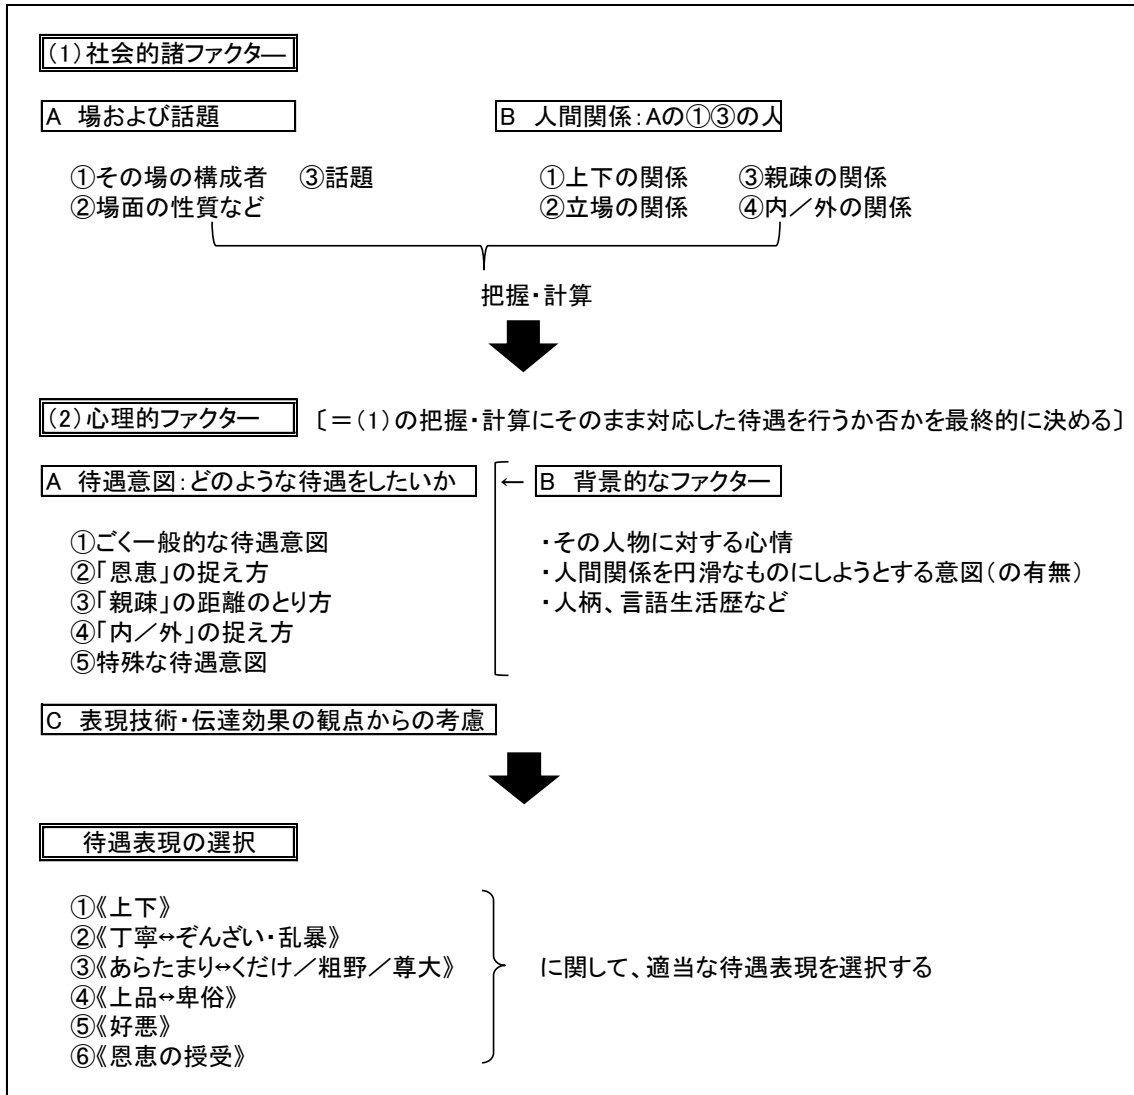 (1)社会的諸ファクタ―
A 場および話題
B 人間関係：Aの①③の人
①その場の構成者 ③話題
②場面の性質など
①上下の関係 ③親疎の関係
②立場の関係 ④内／外の関係
把握・計算
(2)心理的ファクター 〔＝(1)の把握・計算にそのまま対応した待遇を行うか否かを最終的に決める〕
A 待遇意図：どのような待遇をしたいか
← B 背景的なファクター
①ごく一般的な待遇意図
②「恩恵」の捉え方
③「親疎」の距離のとり方
④「内／外」の捉え方
⑤特殊な待遇意図
・その人物に対する心情
・人間関係を円滑なものにしようとする意図（の有無）
・人柄、言語生活歴など
C 表現技術・伝達効果の観点からの考慮
待遇表現の選択
①《上下》
②《丁寧↔ぞんざい・乱暴》
③《あらたまり↔くだけ／粗野／尊大》
④《上品↔卑俗》
⑤《好悪》
⑥《恩恵の授受》
に関して、適当な待遇表現を選択する